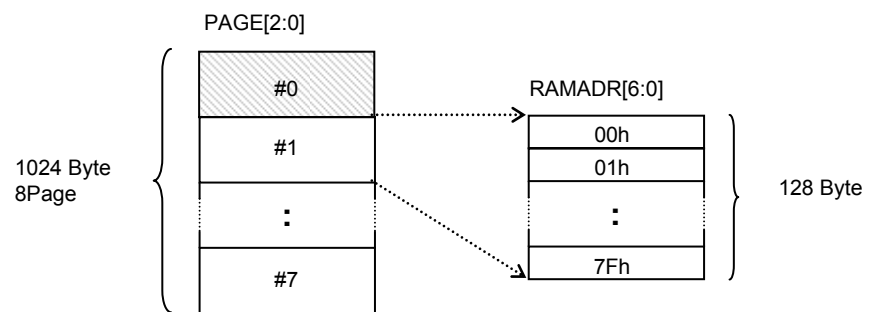 PAGE[2:0]
#0
#1
:
#7
1024 Byte
8Page
RAMADR[6:0]
00h
01h
:
7Fh
128 Byte